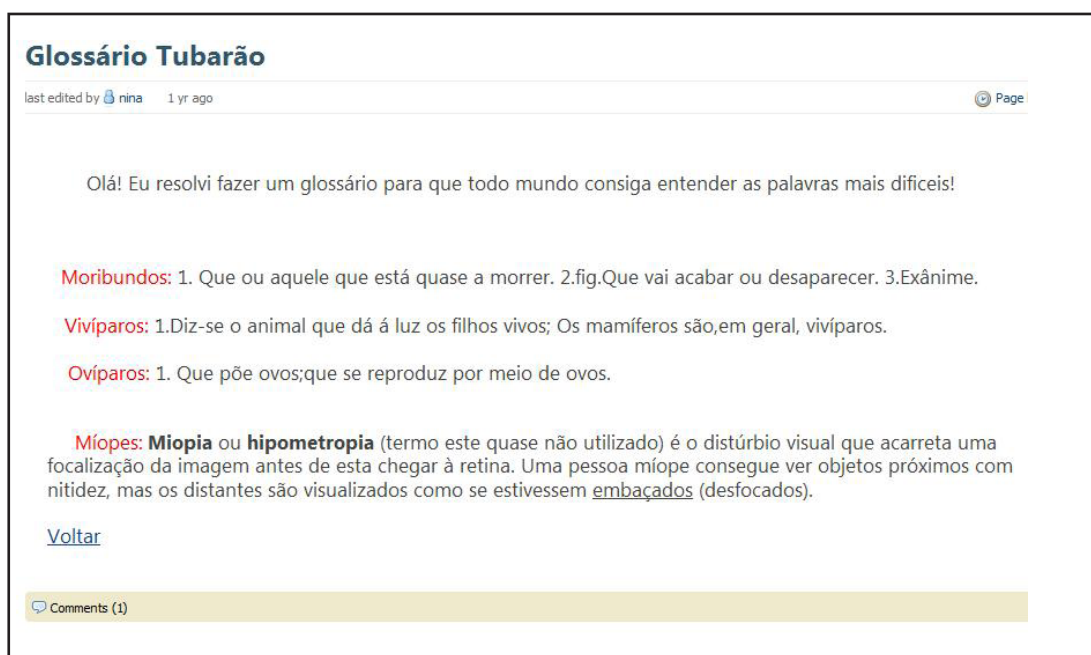 Glossário Tubarão
last edited by nina 1 yr ago Page
Olá! Eu resolvi fazer um glossário para que todo mundo consiga entender as palavras mais dificeis!
Moribundos: 1. Que ou aquele que está quase a morrer. 2.fig.Que vai acabar ou desaparecer. 3.Exânime.
Vivíparos: 1.Diz-se o animal que dá á luz os filhos vivos; Os mamíferos são,em geral, vivíparos.
Ovíparos: 1. Que põe ovos;que se reproduz por meio de ovos.
Míopes: Miopia ou hipometropia (termo este quase não utilizado) é o distúrbio visual que acarreta uma
focalização da imagem antes de esta chegar à retina. Uma pessoa míope consegue ver objetos próximos com
nitidez, mas os distantes são visualizados como se estivessem embaçados (desfocados).
Voltar
Comments (1)